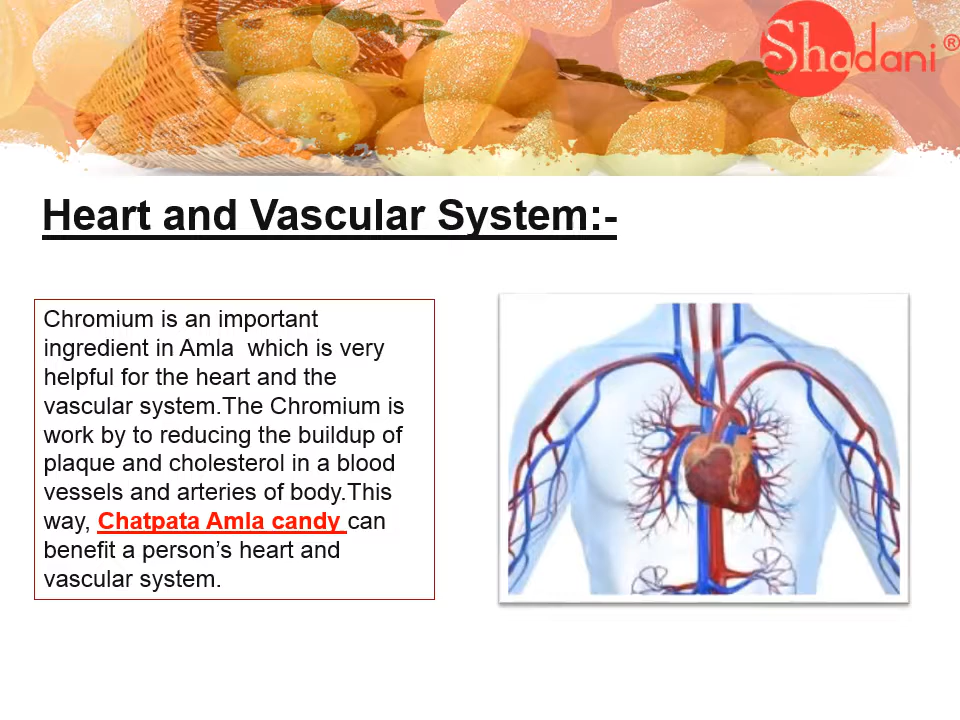 Shadani®
Heart and Vascular System:-
Chromium is an important
ingredient in Amla  which is very
helpful for the heart and the
vascular system.The Chromium is
work by to reducing the buildup of
plaque and cholesterol in a blood
vessels and arteries of body.This
way, Chatpata Amla candy can
benefit a person’s heart and
vascular system.